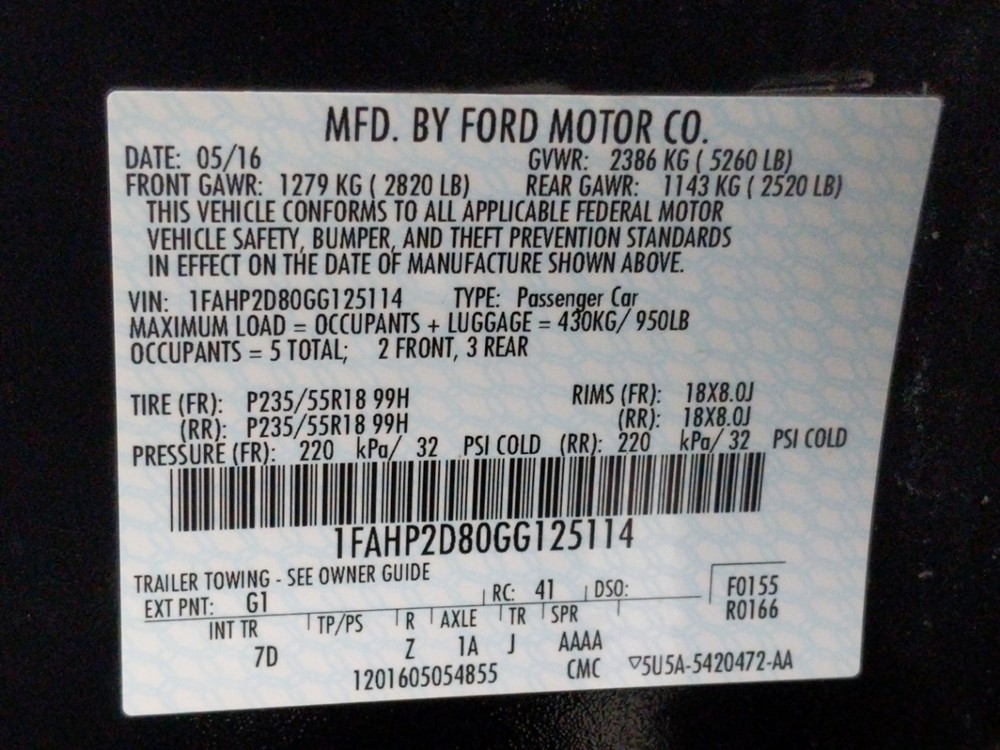 MFD. BY FORD MOTOR CO.
DATE: 05/16 GVWR: 2386 KG ( 5260 LB)
FRONT GAWR: 1279 KG ( 2820 LB) REAR GAWR: 1143 KG ( 2520 LB)
THIS VEHICLE CONFORMS TO ALL APPLICABLE FEDERAL MOTOR
VEHICLE SAFETY, BUMPER, AND THEFT PREVENTION STANDARDS
IN EFFECT ON THE DATE OF MANUFACTURE SHOWN ABOVE.
VIN: 1FAHP2D80GG125114 TYPE: Passenger Car
MAXIMUM LOAD = OCCUPANTS + LUGGAGE = 430KG/ 950LB
OCCUPANTS = 5 TOTAL; 2 FRONT, 3 REAR
TIRE (FR): P235/55R18 99H RIMS (FR): 18X8.0J
(RR): P235/55R18 99H (RR): 18X8.0J
PRESSURE (FR): 220 kPa/ 32 PSI COLD (RR): 220 kPa/ 32 PSI COLD
1FAHP2D80GG125114
TRAILER TOWING - SEE OWNER GUIDE
EXT PNT: G1 RC: 41 DSO: F0155
R0166
INT TR TP/PS R AXLE TR SPR
7D Z 1A J AAAA
1201605054855 CMC ▽5U5A-5420472-AA